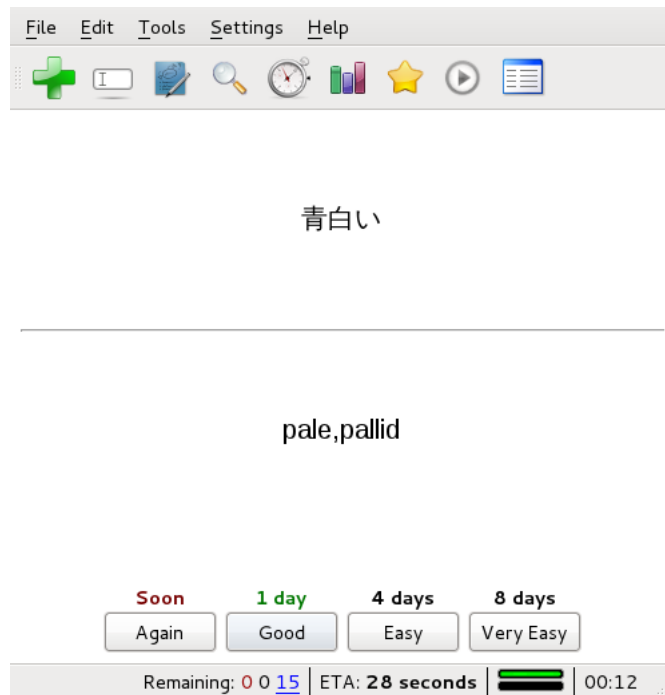 File Edit Tools Settings Help
青白い
pale,pallid
Soon 1 day 4 days 8 days
Again Good Easy Very Easy
Remaining: 0 0 15 ETA: 28 seconds 00:12